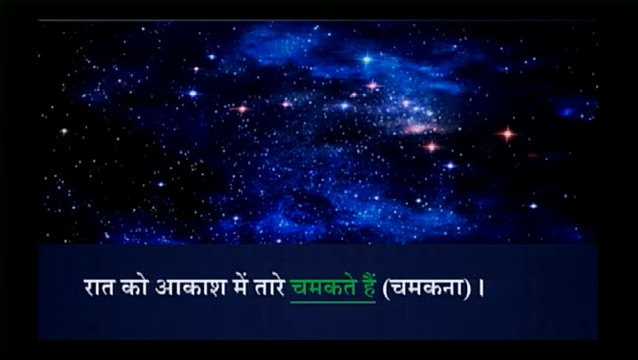 रात को आकाश में तारे चमकते हैं (चमकना)।